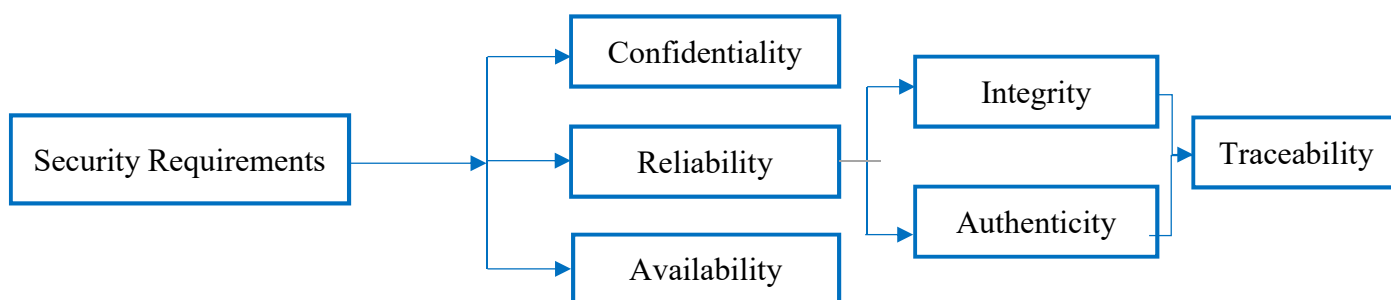 Security Requirements
Confidentiality
Reliability
Availability
Integrity
Authenticity
Traceability